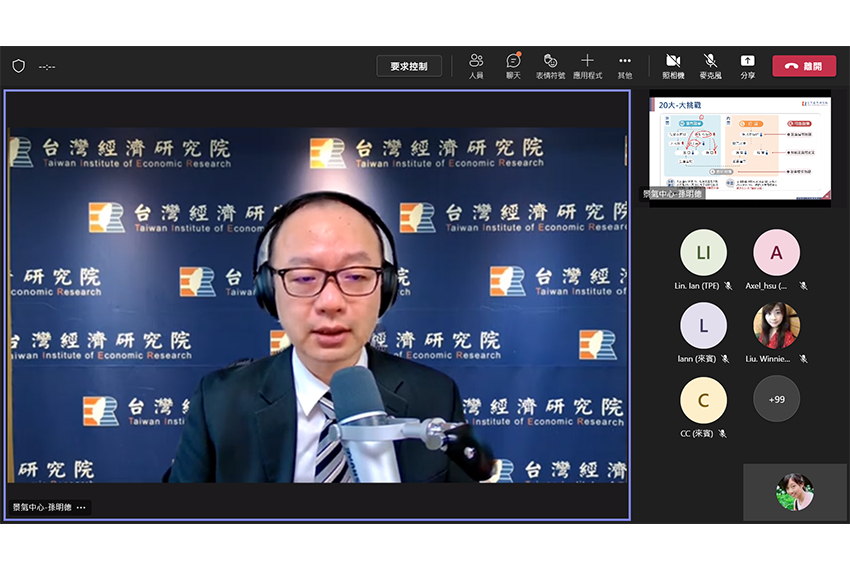 --:--
要求控制
人員
聊天
表情符號
應用程式
其他
照相機
麥克風
分享
離開
台灣經濟研究院
Taiwan Institute of Economic Research
台灣經濟研究院
Taiwan Institute of Economic Research
台灣經濟研
Taiwan Institute of Econom
台灣經濟研究院
Taiwan Institute of Economic Research
研究院
conomic Research
台
Taiwan
台灣經濟
Taiwan Institute
灣經濟研究院
aiwan Institute of Economic Research
研究院
Economic Research
台灣
Taiwan Inst
灣經濟研究院
Institute of Economic Research
研究院
Economic Research
台灣經濟
Taiwan Institute of
景氣中心-孫明德
20大-大挑戰
景氣中心-孫明德
LI
Lin. Ian (TPE)
A
Axel_hsu (...
L
Iann (來賓)
Liu. Winnie...
C
CC (來賓)
+99